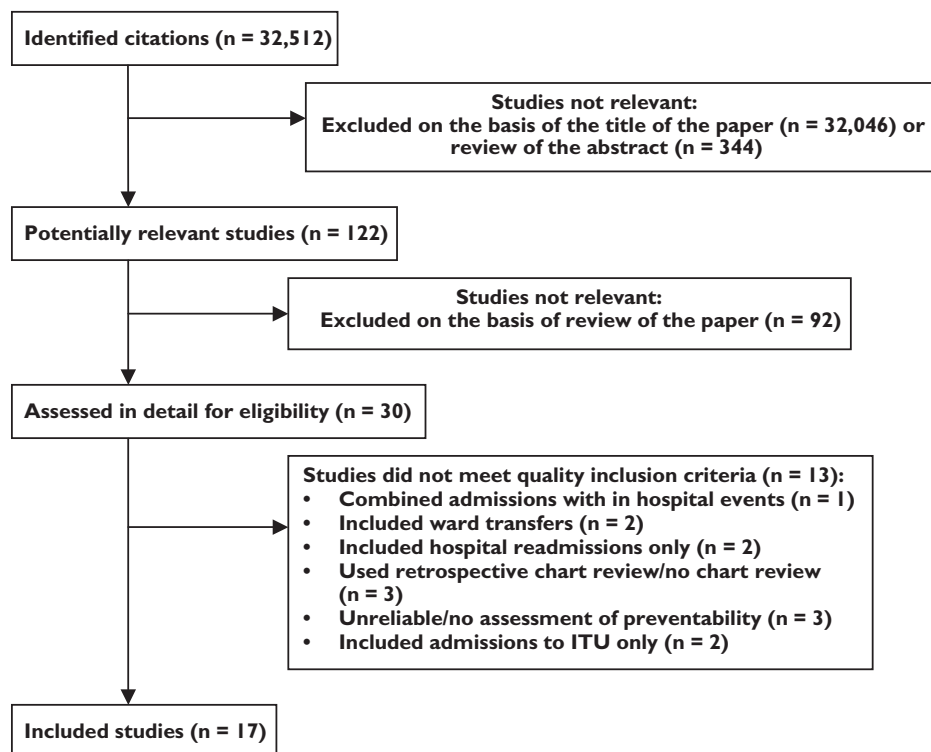 Identified citations (n = 32,512)
Studies not relevant:
Excluded on the basis of the title of the paper (n = 32,046) or
review of the abstract (n = 344)
Potentially relevant studies (n = 122)
Studies not relevant:
Excluded on the basis of review of the paper (n = 92)
Assessed in detail for eligibility (n = 30)
Studies did not meet quality inclusion criteria (n = 13):
• Combined admissions with in hospital events (n = 1)
• Included ward transfers (n = 2)
• Included hospital readmissions only (n = 2)
• Used retrospective chart review/no chart review
(n = 3)
• Unreliable/no assessment of preventability (n = 3)
• Included admissions to ITU only (n = 2)
Included studies (n = 17)